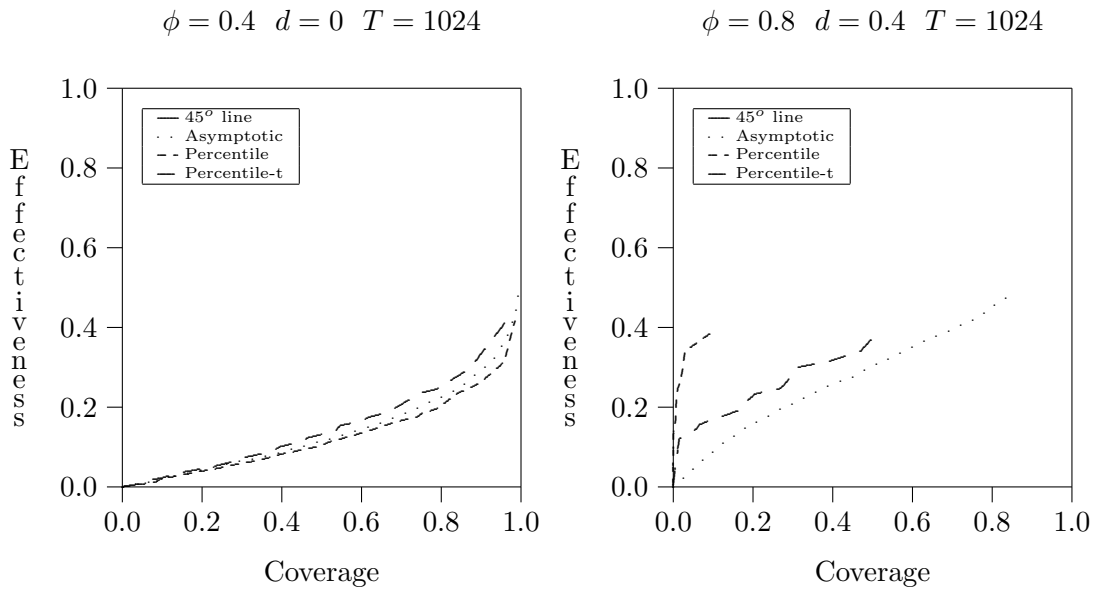 ϕ = 0.4 d = 0 T = 1024
1.0
0.8
0.6
0.4
0.2
0.0
Effectiveness
45° line
Asymptotic
Percentile
Percentile-t
0.0 0.2 0.4 0.6 0.8 1.0
Coverage
ϕ = 0.8 d = 0.4 T = 1024
1.0
0.8
0.6
0.4
0.2
0.0
Effectiveness
45° line
Asymptotic
Percentile
Percentile-t
0.0 0.2 0.4 0.6 0.8 1.0
Coverage